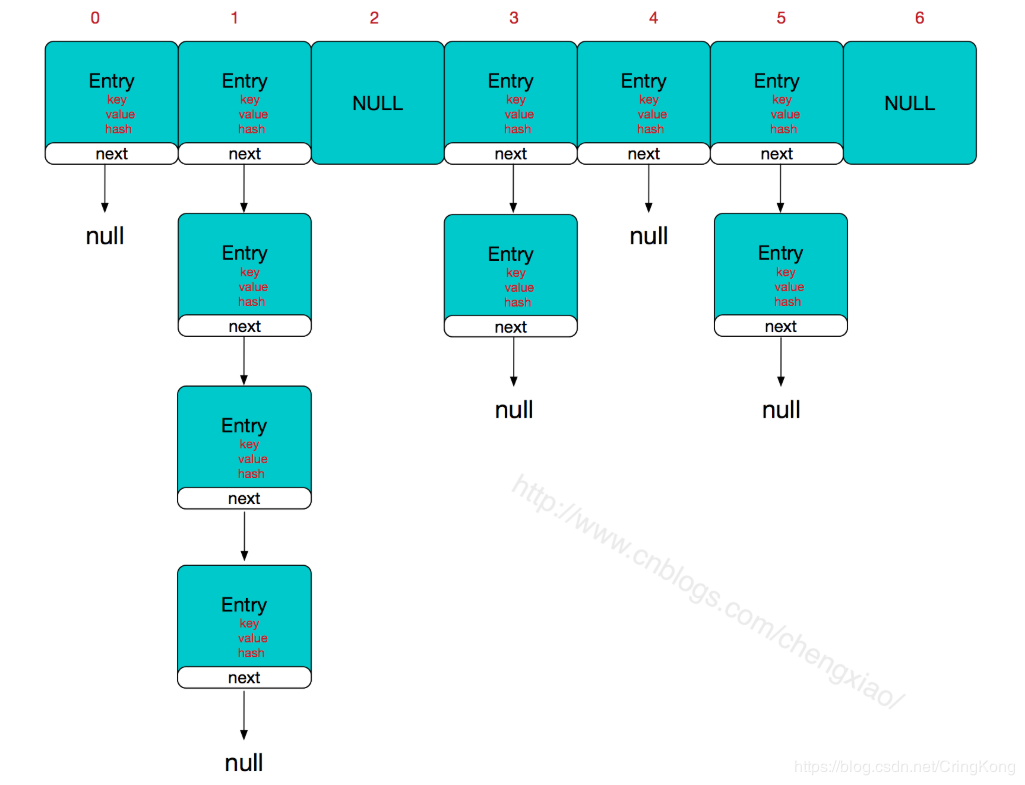 0 1 2 3 4 5 6
Entry Entry NULL Entry Entry Entry NULL
key key key key key
value value value value value
hash hash hash hash hash
next next next next next
null null
Entry Entry Entry
key key key
value value value
hash hash hash
next next next
null null
Entry
key
value
hash
next
http://www.cnblogs.com/chengxiao/
Entry
key
value
hash
next
null
https://blog.csdn.net/CringKong